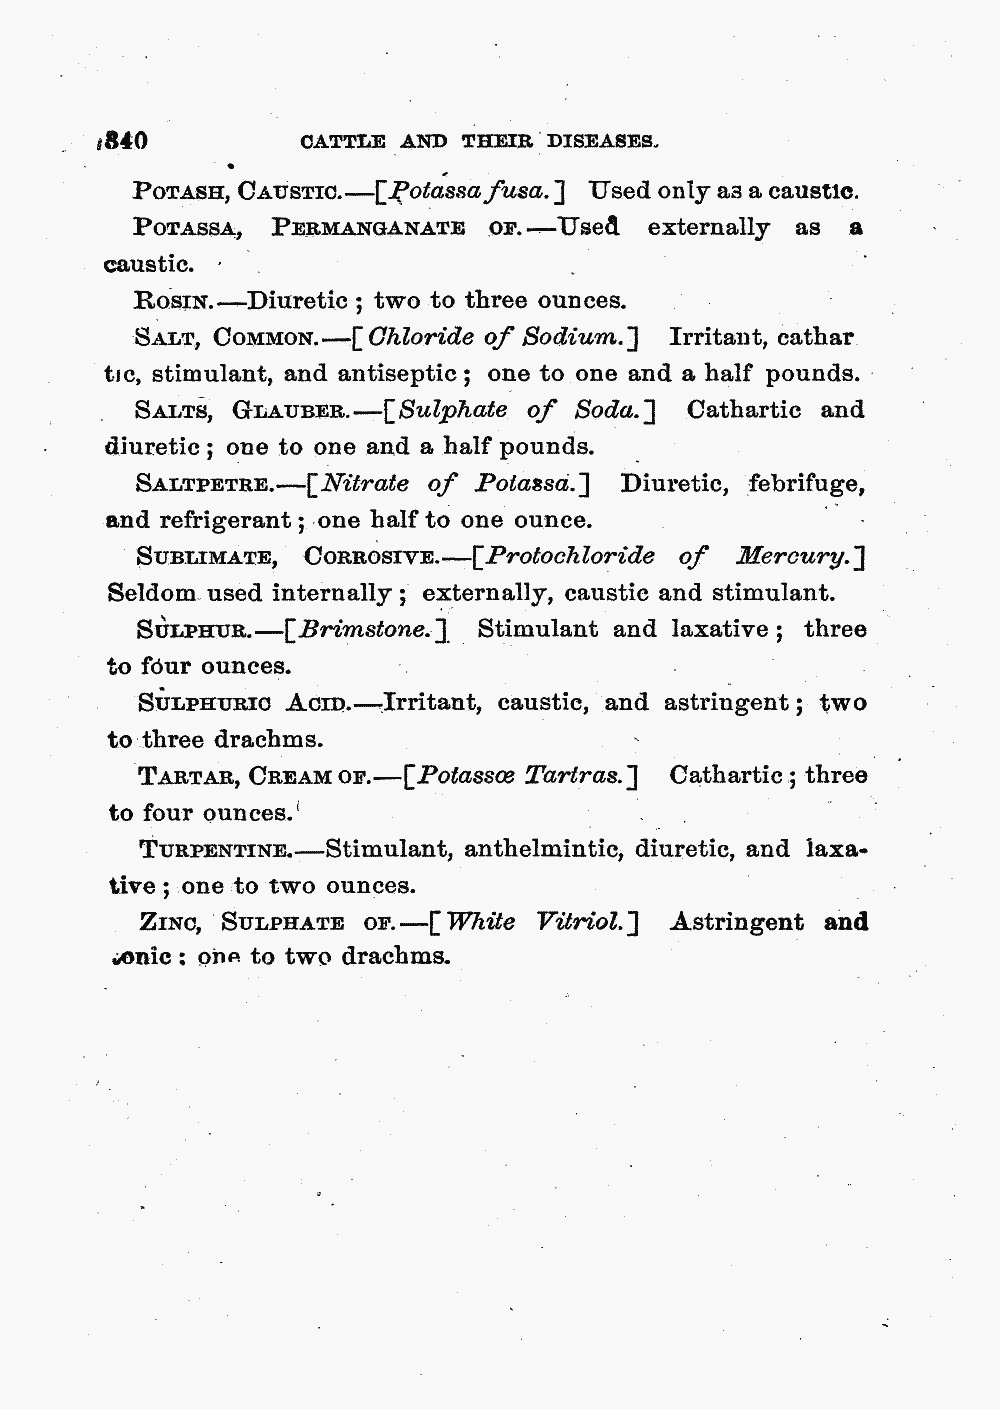 340 CATTLE AND THEIR DISEASES.
POTASH, CAUSTIC.—[Potassa fusa.] Used only as a caustic.
POTASSA, PERMANGANATE OF.—Used externally as a
caustic.
ROSIN.—Diuretic; two to three ounces.
SALT, COMMON.—[Chloride of Sodium.] Irritant, cathar
tic, stimulant, and antiseptic; one to one and a half pounds.
SALTS, GLAUBER.—[Sulphate of Soda.] Cathartic and
diuretic; one to one and a half pounds.
SALTPETRE.—[Nitrate of Potassa.] Diuretic, febrifuge,
and refrigerant; one half to one ounce.
SUBLIMATE, CORROSIVE.—[Protochloride of Mercury.]
Seldom used internally; externally, caustic and stimulant.
SULPHUR.—[Brimstone.] Stimulant and laxative; three
to four ounces.
SULPHURIC ACID.—Irritant, caustic, and astringent; two
to three drachms.
TARTAR, CREAM OF.—[Potassœ Tartras.] Cathartic; three
to four ounces.
TURPENTINE.—Stimulant, anthelmintic, diuretic, and laxa-
tive; one to two ounces.
ZINC, SULPHATE OF.—[White Vitriol.] Astringent and
tonic: one to two drachms.